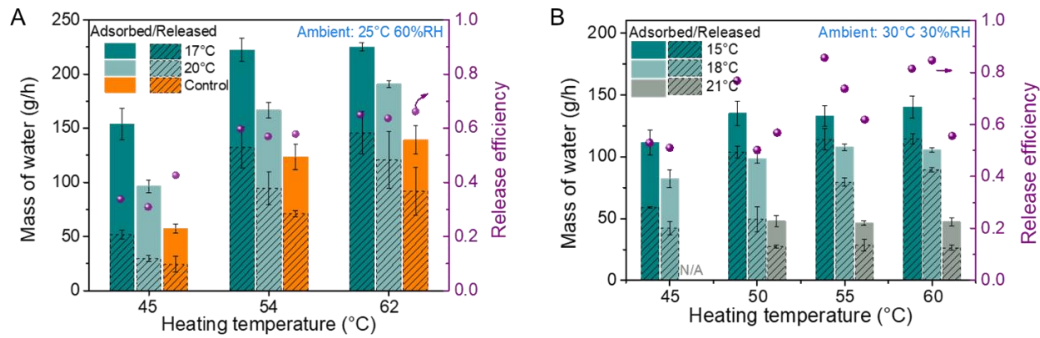 A
Adsorbed/Released
17°C
20°C
Control
Ambient: 25°C 60%RH
250
200
150
100
50
0
Mass of water (g/h)
1.0
0.8
0.6
0.4
0.2
0.0
Release efficiency
45 54 62
Heating temperature (°C)
B
Adsorbed/Released
15°C
18°C
21°C
Ambient: 30°C 30%RH
200
150
100
50
0
Mass of water (g/h)
1.0
0.8
0.6
0.4
0.2
0.0
Release efficiency
N/A
45 50 55 60
Heating temperature (°C)